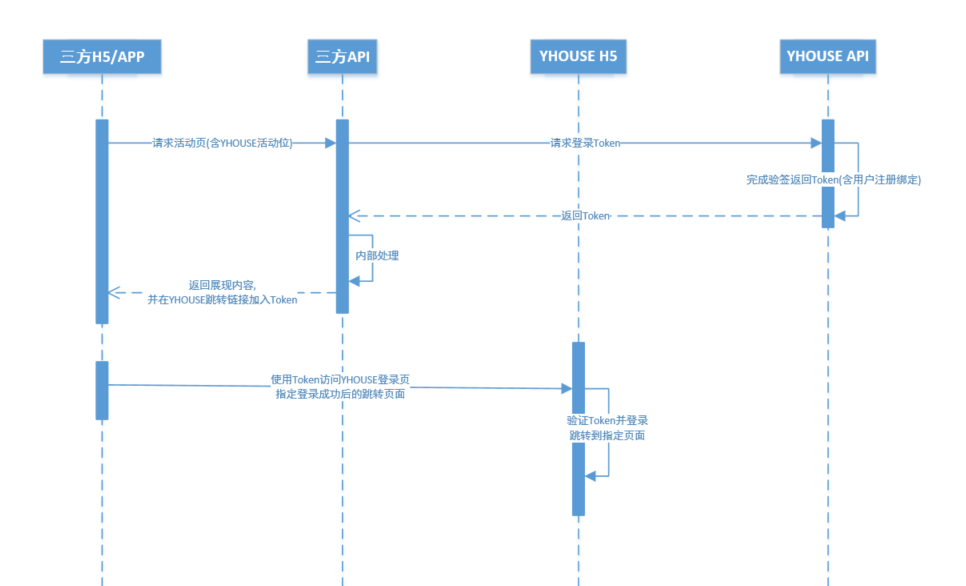 三方H5/APP
三方API
YHOUSE H5
YHOUSE API
请求活动页(含YHOUSE活动位)
请求登录Token
完成验签返回Token(含用户注册绑定)
返回Token
内部处理
返回展现内容,
并在YHOUSE跳转链接加入Token
使用Token访问YHOUSE登录页
指定登录成功后的跳转页面
验证Token并登录
跳转到指定页面